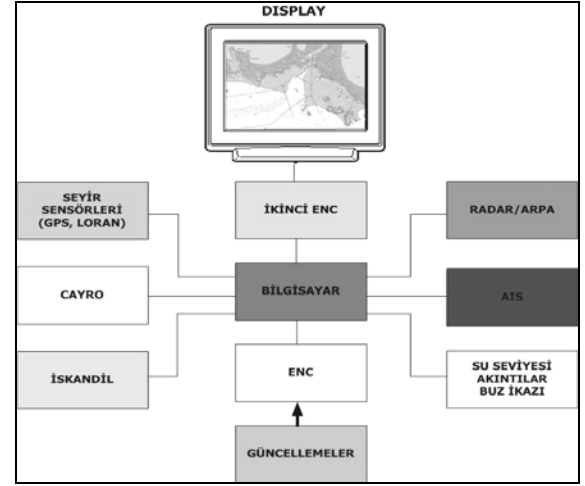 DISPLAY
SEYİR
SENSÖRLERİ
(GPS, LORAN)
İKİNCİ ENC
RADAR/ARPA
CAYRO
BİLGİSAYAR
AIS
İSKANDİL
ENC
SU SEVİYESİ
AKINTILAR
BUZ İKAZI
GÜNCELLEMELER